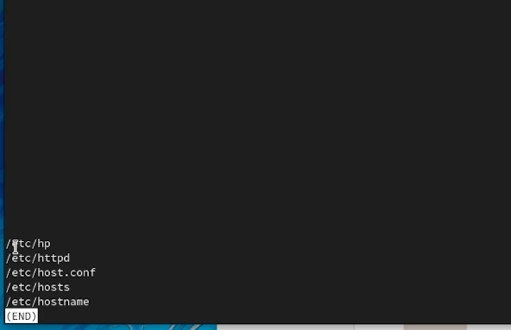 /etc/hp
/etc/httpd
/etc/host.conf
/etc/hosts
/etc/hostname
(END)